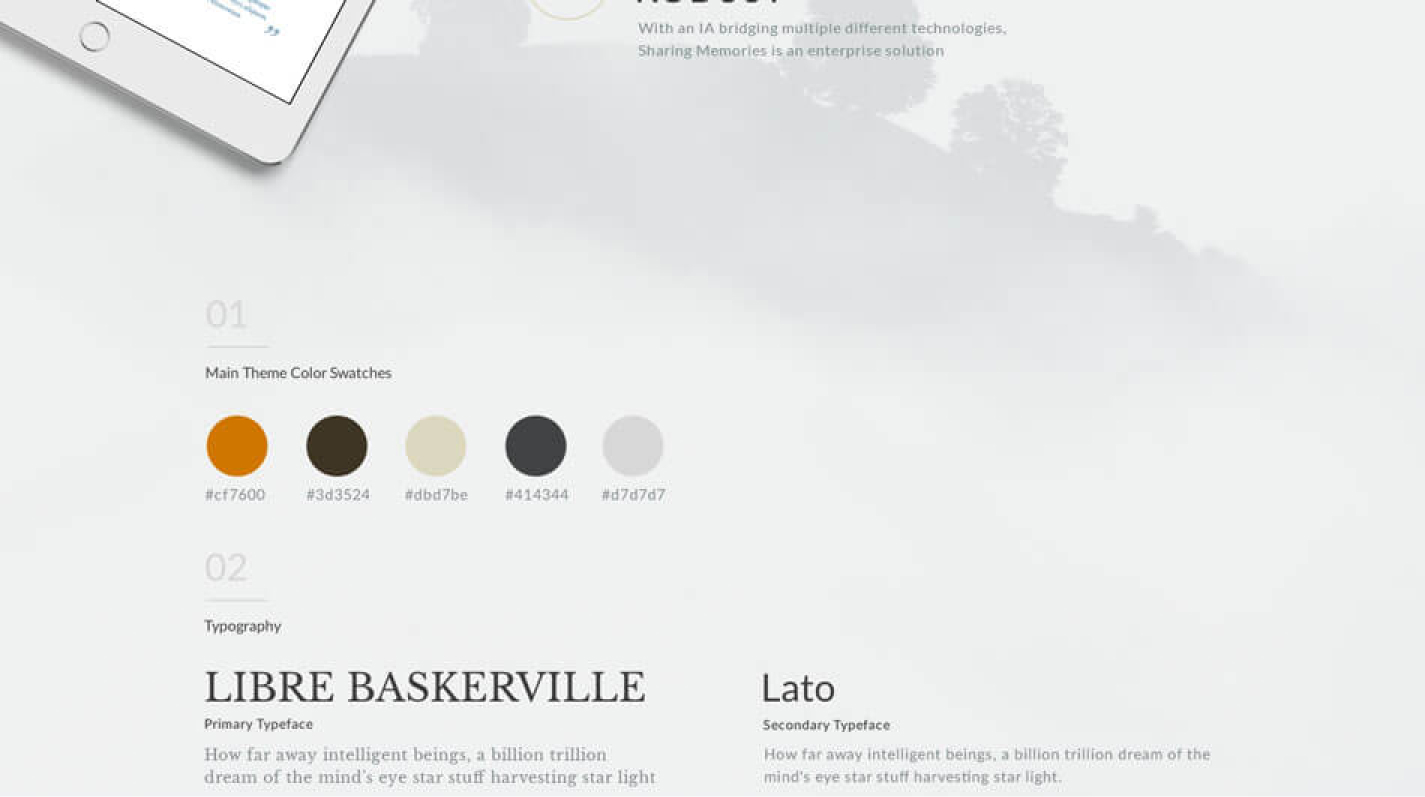 With an IA bridging multiple different technologies,
Sharing Memories is an enterprise solution
01
Main Theme Color Swatches
#cf7600 #3d3524 #dbd7be #414344 #d7d7d7
02
Typography
LIBRE BASKERVILLE
Primary Typeface
How far away intelligent beings, a billion trillion
dream of the mind's eye star stuff harvesting star light
Lato
Secondary Typeface
How far away intelligent beings, a billion trillion dream of the
mind's eye star stuff harvesting star light.